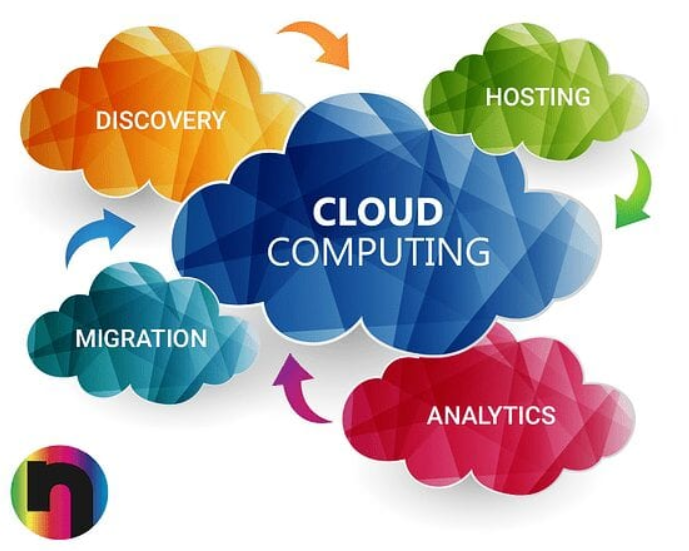 DISCOVERY
HOSTING
CLOUD
COMPUTING
MIGRATION
ANALYTICS
n